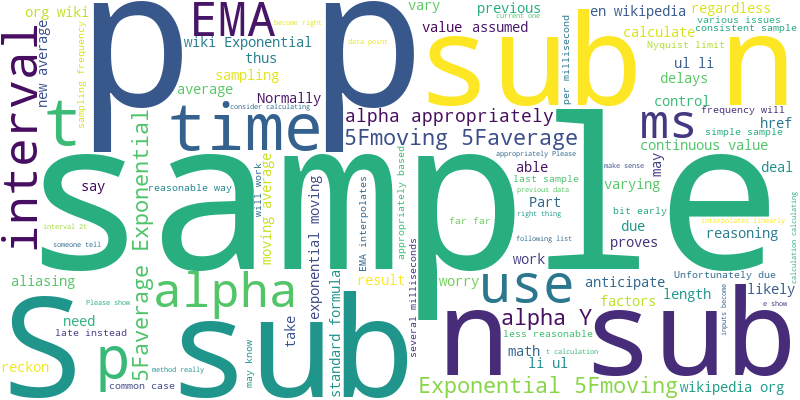 org wiki
EMA
become right
vary
previous
current one
en wikipedia
regardless
interval
new average
sampling frequency
p
p
sub n
various issues
consistent sample
wiki Exponential
data point
value assumed
calculate
Nyquist limit
thus
sampling
average
Normally
consider calculating
per millisecond
ul li
delays
t
time
alpha appropriately
5Fmoving 5Faverage
control
ms
frequency will
href
simple sample
sample
continuous value
may
deal
say
reasonable way
will work
moving average
EMA interpolates
appropriately based
appropriately Please
able
last sample
previous data
make sense
varying
Part
right thing
bit early
calculation calculating
5Faverage Exponential
interval 2t
someone tell
exponential moving
far far
following list
due
proves
interpolates linearly
reasoning
aliasing
alpha
result
several milliseconds
work
worry
use
anticipate
Unfortunately due
likely
factors
length
e show
S
sub
Please show
need
late instead
take
standard formula
n
sub
alpha Y
less reasonable
inputs become
reckon
p
method really
may know
math
t calculation
common case
li ul
Exponential 5Fmoving
wikipedia org